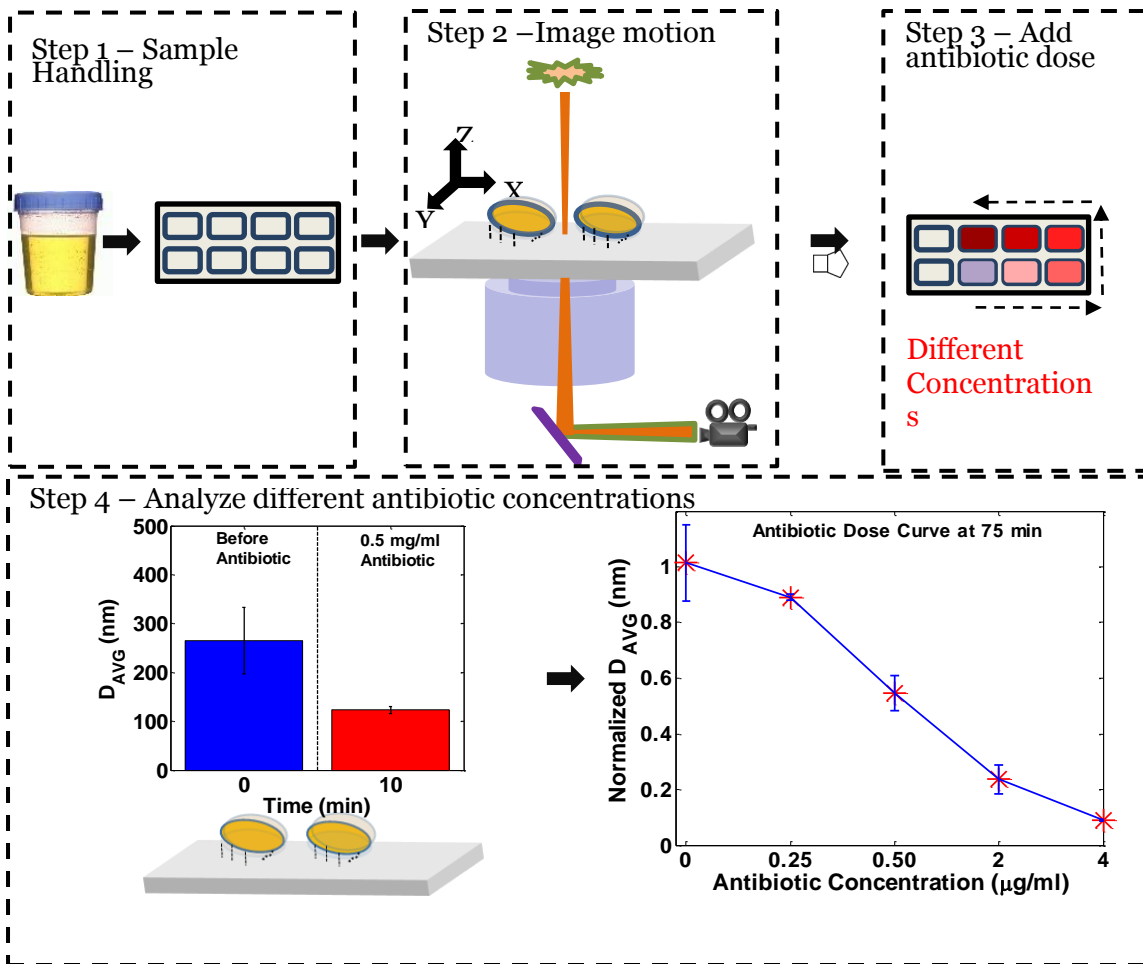 Step 1 – Sample
Handling
Step 2 –Image motion
Z
X
Y
Step 3 – Add
antibiotic dose
Different
Concentration
s
Step 4 – Analyze different antibiotic concentrations
500
400
300
200
100
0
D AVG (nm)
Before
Antibiotic
0.5 mg/ml
Antibiotic
0
10
Time (min)
Antibiotic Dose Curve at 75 min
1
0.8
0.6
0.4
0.2
0
Normalized D AVG (nm)
0
0.25
0.50
2
4
Antibiotic Concentration (μg/ml)